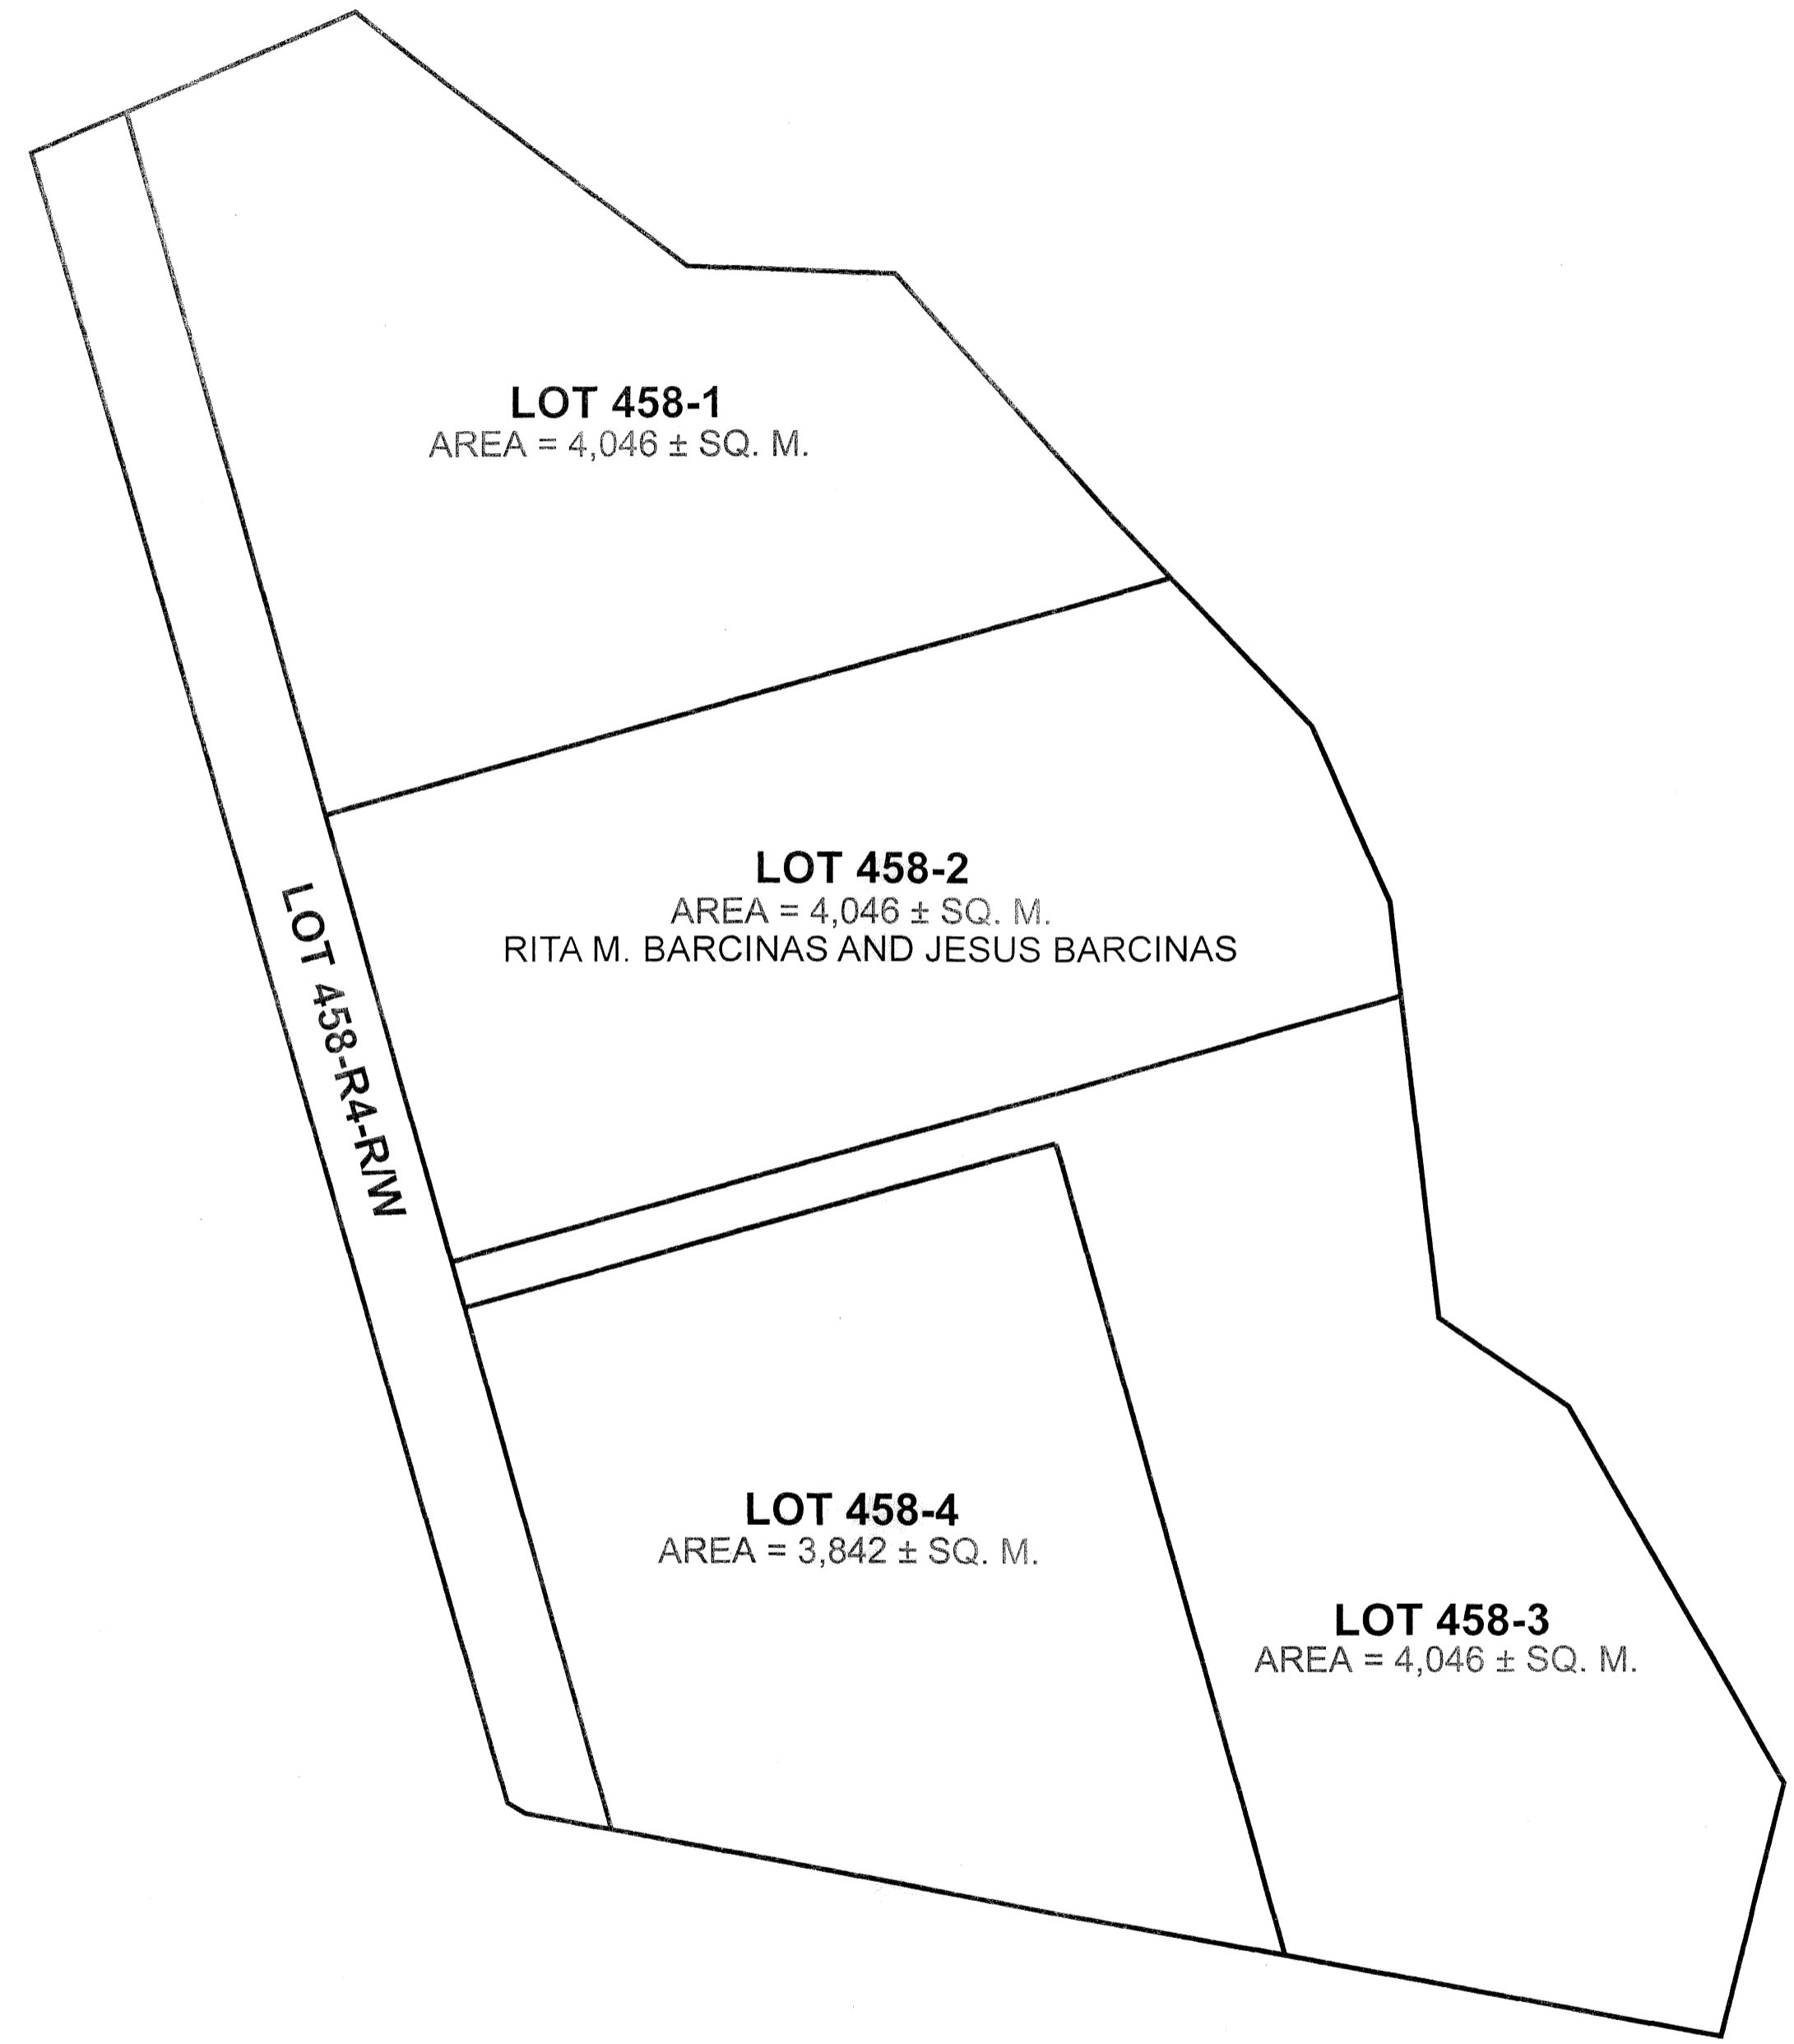 LOT 458-1
AREA = 4,046 ± SQ. M.
LOT 458-2
AREA = 4,046 ± SQ. M.
RITA M. BARCINAS AND JESUS BARCINAS
LOT 458-R4-R/W
LOT 458-4
AREA = 3,842 ± SQ. M.
LOT 458-3
AREA = 4,046 ± SQ. M.